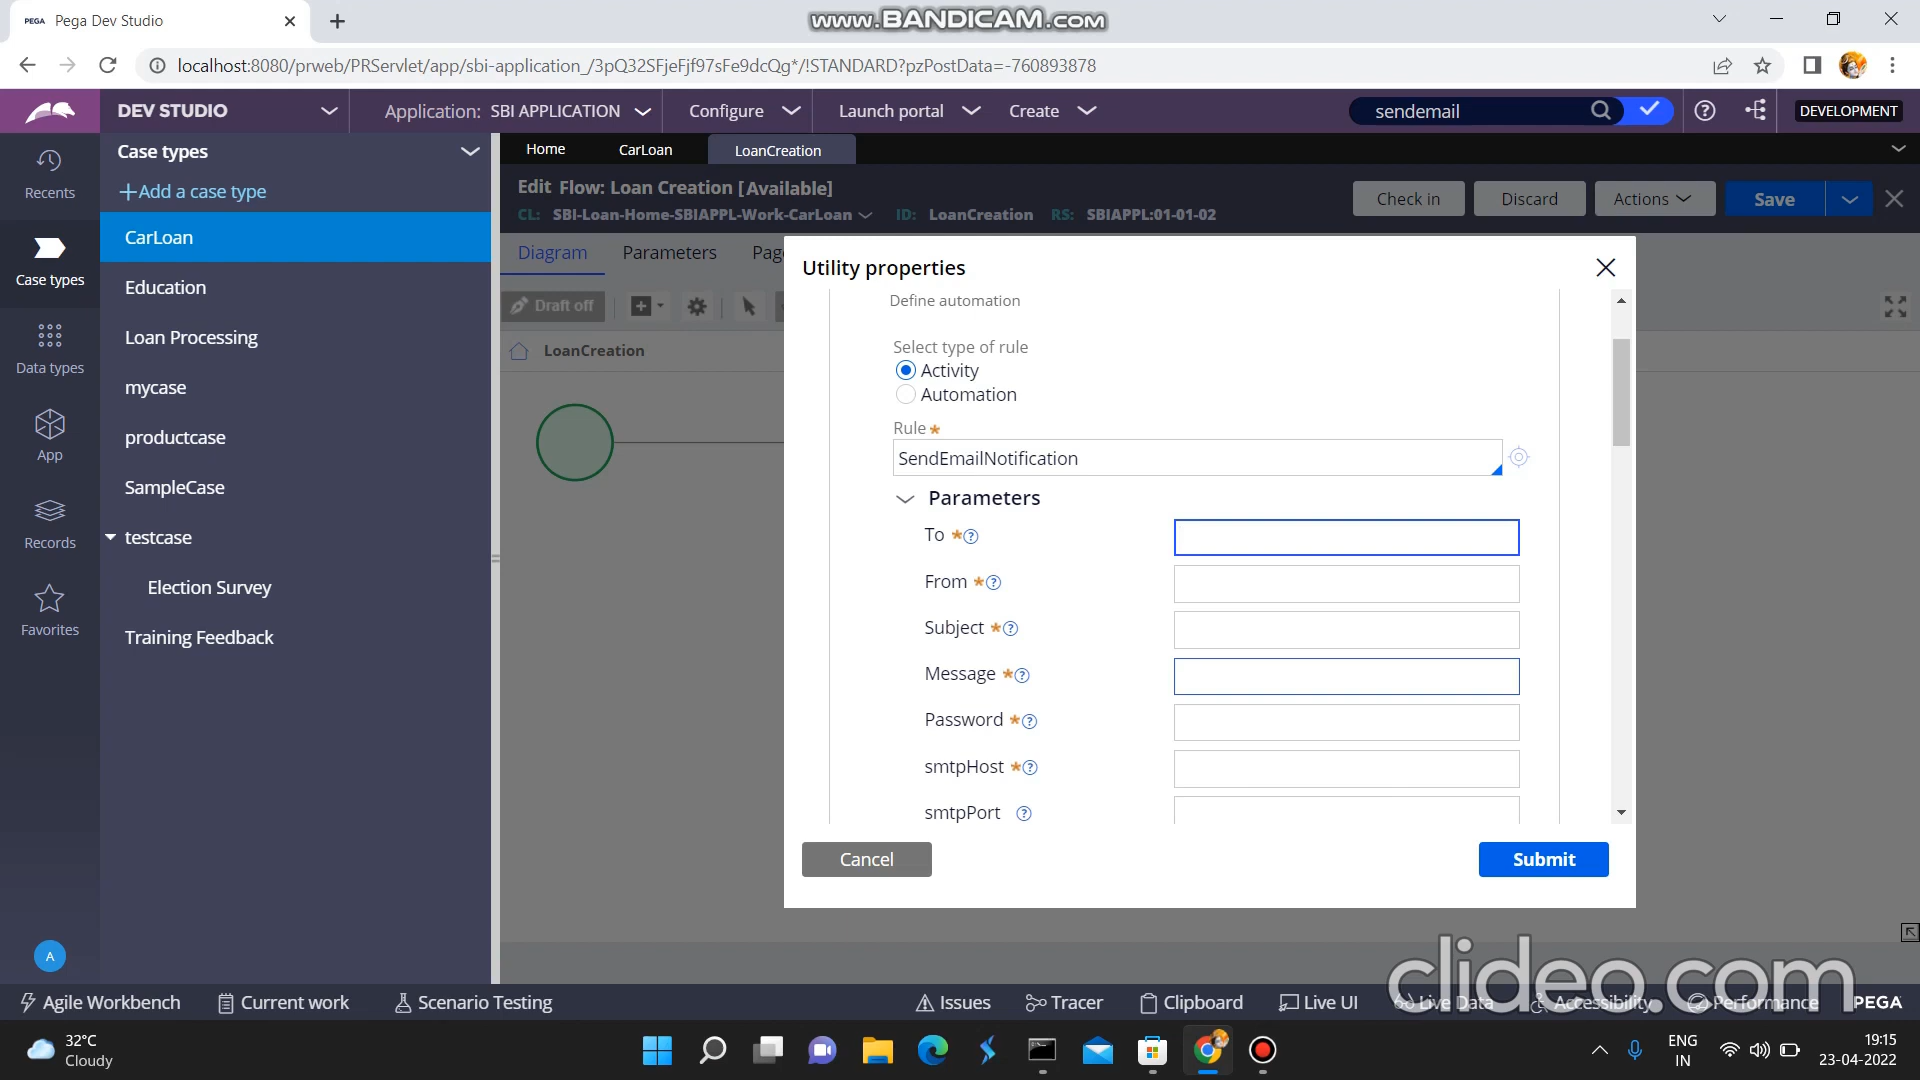 PEGA Pega Dev Studio
www.BANDICAM.com
localhost:8080/prweb/PRServlet/app/sbi-application_/3pQ32SFjeFjf97sFe9dcQg*/!STANDARD?pzPostData=-760893878
DEV STUDIO
Application: SBI APPLICATION
Configure
Launch portal
Create
sendemail
DEVELOPMENT
Recents
Case types
Data types
App
Records
Favorites
A
Case types
Add a case type
CarLoan
Education
Loan Processing
mycase
productcase
SampleCase
testcase
Election Survey
Training Feedback
Home
CarLoan
LoanCreation
Edit Flow: Loan Creation [Available]
CL: SBI-Loan-Home-SBIAPPL-Work-CarLoan ID: LoanCreation RS: SBIAPPL:01-01-02
Check in
Discard
Actions
Save
Diagram
Parameters
Pag
Draft off
LoanCreation
Utility properties
Define automation
Select type of rule
Activity
Automation
Rule *
SendEmailNotification
Parameters
To *
From *
Subject *
Message *
Password *
smtpHost *
smtpPort
Cancel
Submit
clideo.com
Agile Workbench
Current work
Scenario Testing
Issues
Tracer
Clipboard
Live UI
Live Data
Accessibility
Performance
PEGA
32°C
Cloudy
ENG
IN
19:15
23-04-2022